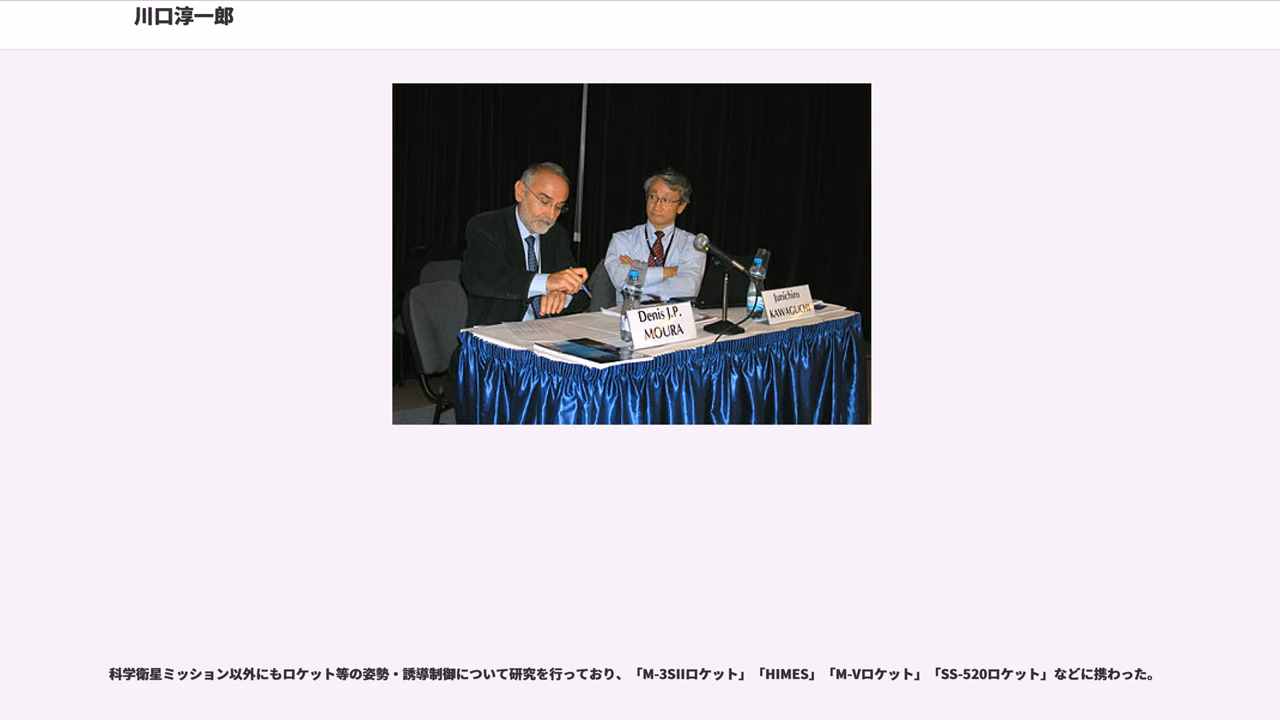 川口淳一郎
Denis J.P.
MOURA
Junichiro
KAWAGUCHI
科学衛星ミッション以外にもロケット等の姿勢・誘導制御について研究を行っており、「M-3SIIロケット」「HIMES」「M-Vロケット」「SS-520ロケット」などに携わった。